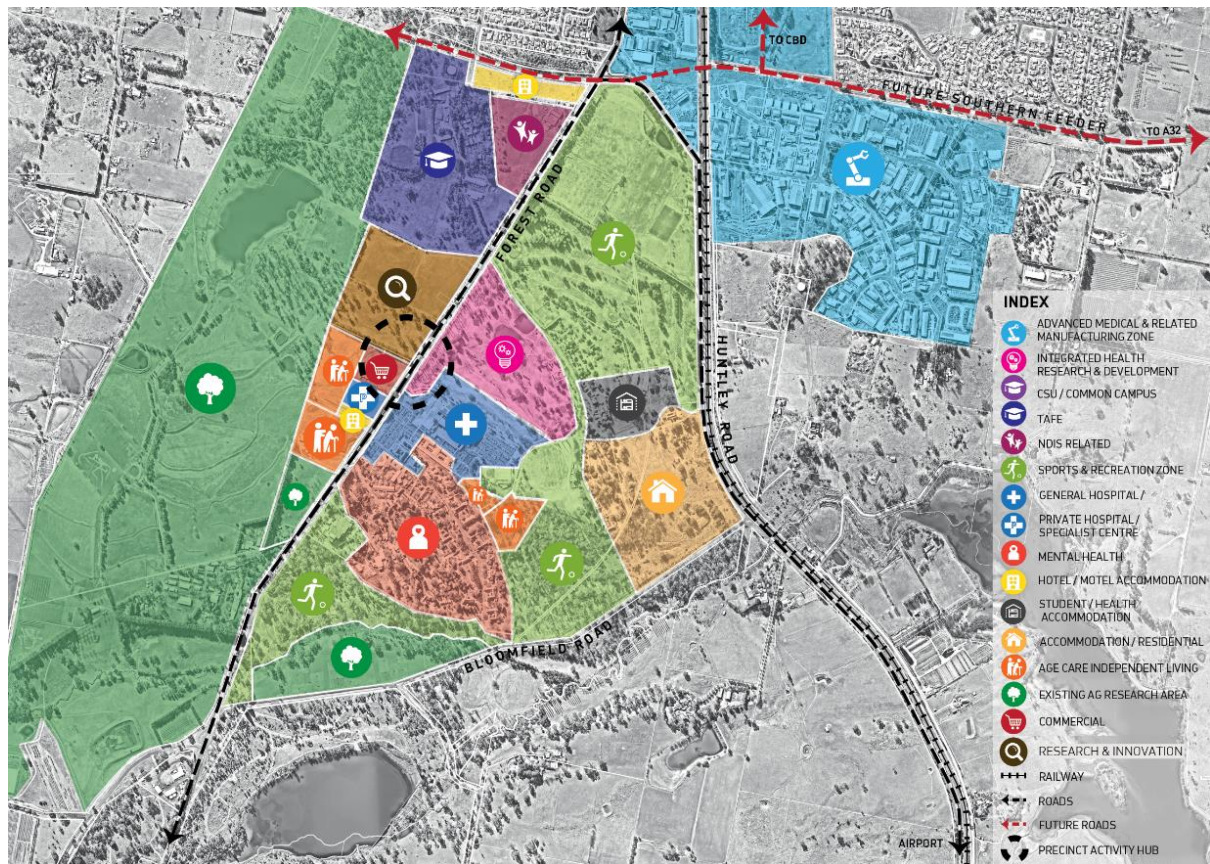 TO CBD
FUTURE SOUTHERN FEEDER
TO A32
FOREST ROAD
HUNTLEY ROAD
BLOOMFIELD ROAD
AIRPORT
INDEX
ADVANCED MEDICAL & RELATED
MANUFACTURING ZONE
INTEGRATED HEALTH
RESEARCH & DEVELOPMENT
CSU / COMMON CAMPUS
TAFE
NDIS RELATED
SPORTS & RECREATION ZONE
GENERAL HOSPITAL /
PRIVATE HOSPITAL /
SPECIALIST CENTRE
MENTAL HEALTH
HOTEL / MOTEL ACCOMMODATION
STUDENT / HEALTH
ACCOMMODATION
ACCOMMODATION / RESIDENTIAL
AGE CARE INDEPENDENT LIVING
EXISTING AG RESEARCH AREA
COMMERCIAL
RESEARCH & INNOVATION
RAILWAY
ROADS
FUTURE ROADS
PRECINCT ACTIVITY HUB